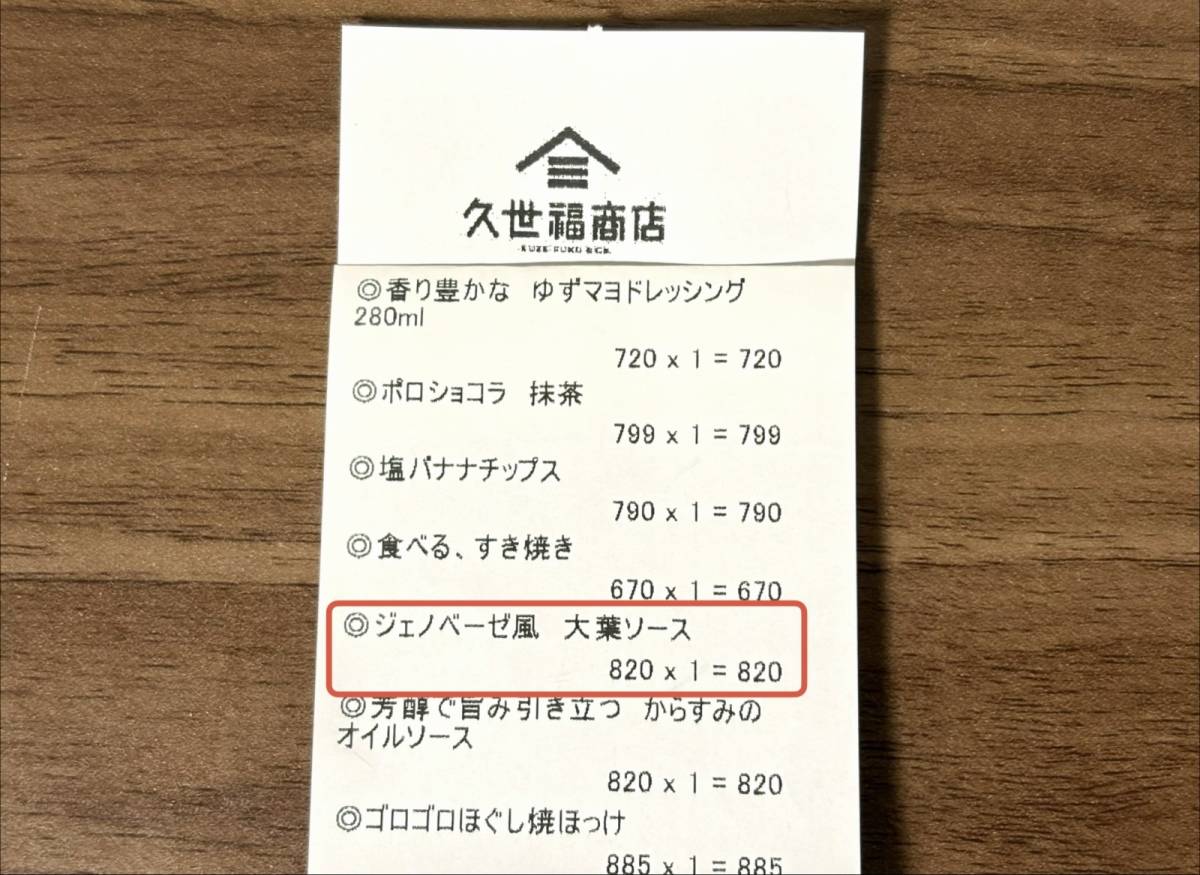 久世福商店
◎香り豊かな ゆずマヨドレッシング
280ml
720 x 1 = 720
◎ポロショコラ 抹茶
799 x 1 = 799
◎塩バナナチップス
790 x 1 = 790
◎食べる、すき焼き
670 x 1 = 670
◎ジェノベーゼ風 大葉ソース
820 x 1 = 820
◎芳醇で旨み引き立つ からすみの
オイルソース
820 x 1 = 820
◎ゴロゴロほぐし焼ほっけ
885 x 1 = 885